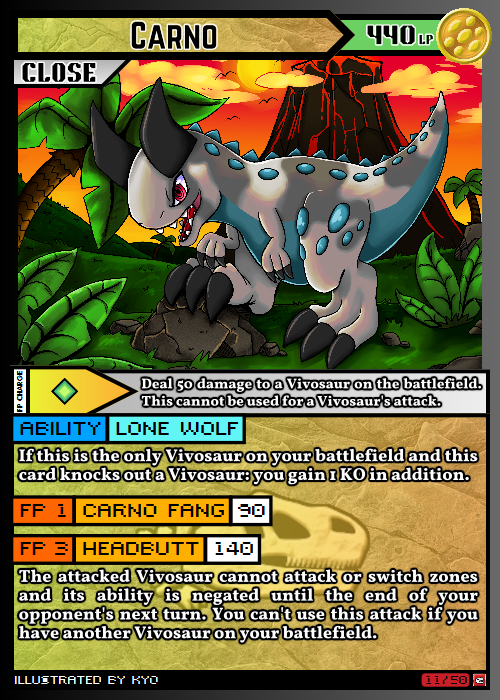 CARNO
440 LP
CLOSE
FP CHARGE
Deal 50 damage to a Vivosaur on the battlefield.
This cannot be used for a Vivosaur's attack.
ABILITY LONE WOLF
If this is the only Vivosaur on your battlefield and this
card knocks out a Vivosaur: you gain 1 KO in addition.
FP 1 CARNO FANG 90
FP 3 HEADBUTT 140
The attacked Vivosaur cannot attack or switch zones
and its ability is negated until the end of your
opponent's next turn. You can't use this attack if you
have another Vivosaur on your battlefield.
ILLUSTRATED BY KYO
11/50